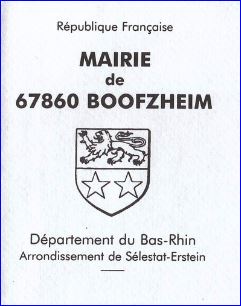 République Française
MAIRIE
de
67860 BOOFZHEIM
Département du Bas-Rhin
Arrondissement de Sélestat-Erstein